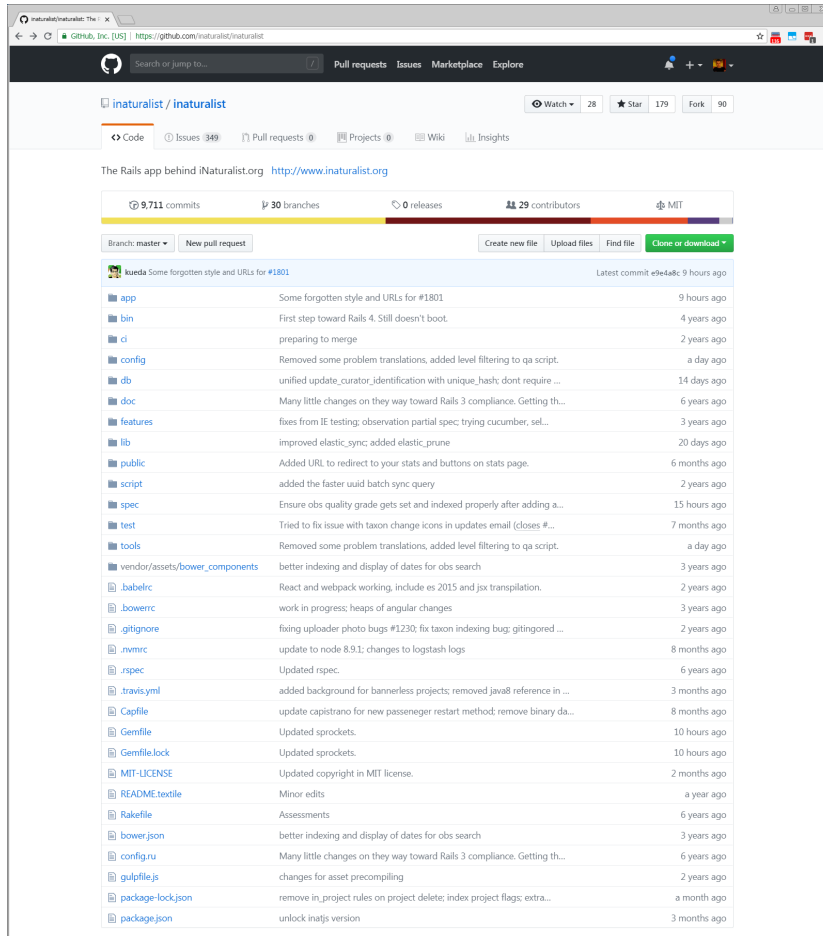 inaturalist/inaturalist: The R
GitHub, Inc. [US] | https://github.com/inaturalist/inaturalist
Search or jump to... / Pull requests Issues Marketplace Explore
inaturalist / inaturalist Watch 28 Star 179 Fork 90
Code Issues 349 Pull requests 0 Projects 0 Wiki Insights
The Rails app behind iNaturalist.org http://www.inaturalist.org
9,711 commits 30 branches 0 releases 29 contributors MIT
Branch: master New pull request Create new file Upload files Find file Clone or download
kueda Some forgotten style and URLs for #1801 Latest commit e9e4a8c 9 hours ago
app Some forgotten style and URLs for #1801 9 hours ago
bin First step toward Rails 4. Still doesn't boot. 4 years ago
ci preparing to merge 2 years ago
config Removed some problem translations, added level filtering to qa script. a day ago
db unified update_curator_identification with unique_hash; dont require ... 14 days ago
doc Many little changes on they way toward Rails 3 compliance. Getting th... 6 years ago
features fixes from IE testing; observation partial spec; trying cucumber, sel... 3 years ago
lib improved elastic_sync; added elastic_prune 20 days ago
public Added URL to redirect to your stats and buttons on stats page. 6 months ago
script added the faster uuid batch sync query 2 years ago
spec Ensure obs quality grade gets set and indexed properly after adding a... 15 hours ago
test Tried to fix issue with taxon change icons in updates email (closes #... 7 months ago
tools Removed some problem translations, added level filtering to qa script. a day ago
vendor/assets/bower_components better indexing and display of dates for obs search 3 years ago
.babelrc React and webpack working, include es 2015 and jsx transpilation. 2 years ago
.bowerrc work in progress; heaps of angular changes 3 years ago
.gitignore fixing uploader photo bugs #1230; fix taxon indexing bug; gitingored ... 2 years ago
.nvmrc update to node 8.9.1; changes to logstash logs 8 months ago
.rspec Updated rspec. 6 years ago
.travis.yml added background for bannerless projects; removed java8 reference in ... 3 months ago
Capfile update capistrano for new passeneger restart method; remove binary da... 8 months ago
Gemfile Updated sprockets. 10 hours ago
Gemfile.lock Updated sprockets. 10 hours ago
MIT-LICENSE Updated copyright in MIT license. 2 months ago
README.textile Minor edits a year ago
Rakefile Assessments 6 years ago
bower.json better indexing and display of dates for obs search 3 years ago
config.ru Many little changes on they way toward Rails 3 compliance. Getting th... 6 years ago
gulpfile.js changes for asset precompiling 2 years ago
package-lock.json remove in_project rules on project delete; index project flags; extra... a month ago
package.json unlock inatjs version 3 months ago